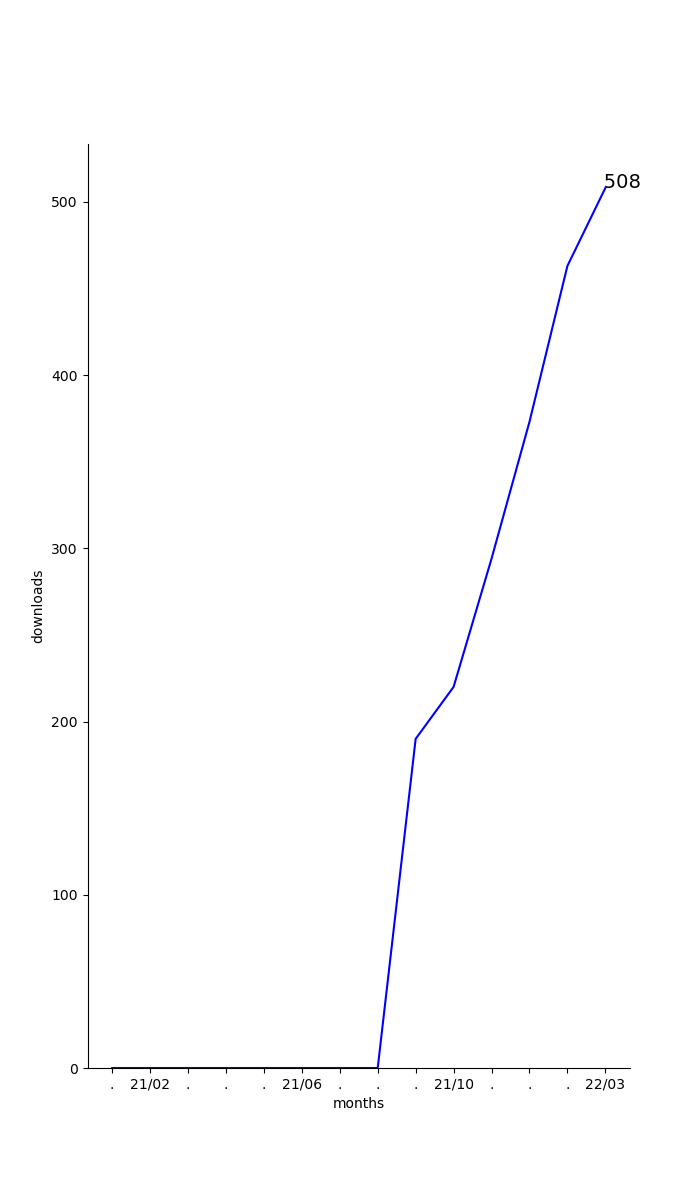 508
500
400
300
200
100
0
downloads
. 21/02 . . . 21/06 . . . 21/10 . . . 22/03
months